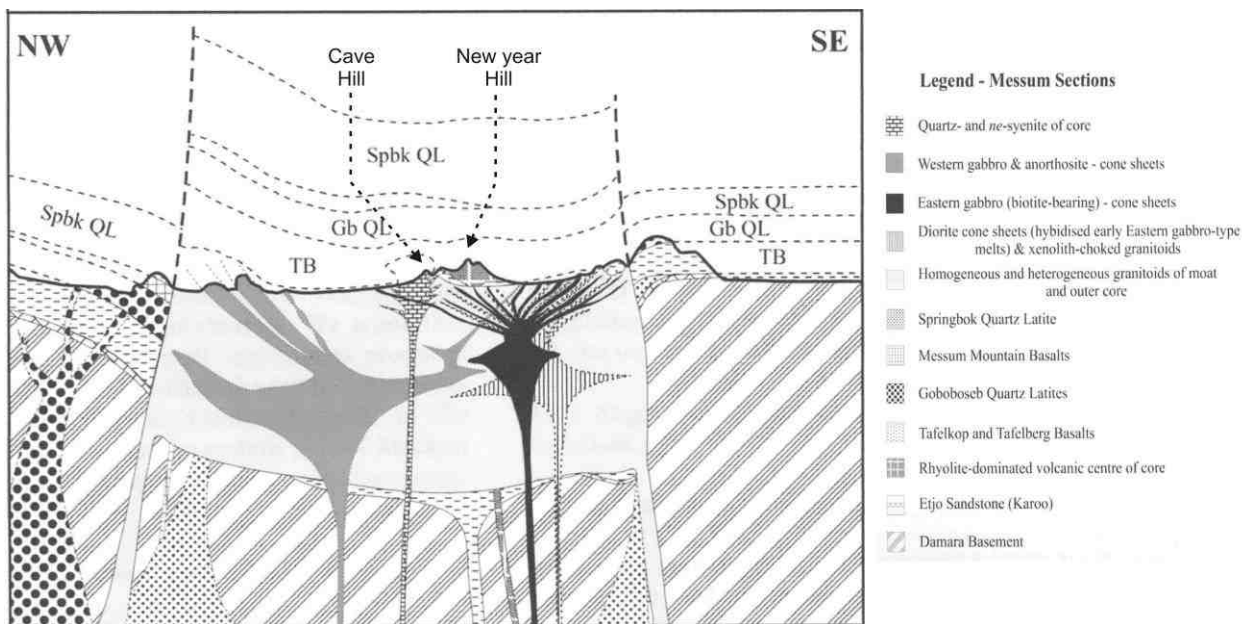 NW
SE
Cave
Hill
New year
Hill
Spbk QL
Spbk QL
Gb QL
TB
Spbk QL
Gb QL
TB
Legend - Messum Sections
Quartz- and ne-syenite of core
Western gabbro & anorthosite - cone sheets
Eastern gabbro (biotite-bearing) - cone sheets
Diorite cone sheets (hybidised early Eastern gabbro-type
melts) & xenolith-choked granitoids
Homogeneous and heterogeneous granitoids of moat
and outer core
Springbok Quartz Latite
Messum Mountain Basalts
Goboboseb Quartz Latites
Tafelkop and Tafelberg Basalts
Rhyolite-dominated volcanic centre of core
Etjo Sandstone (Karoo)
Damara Basement